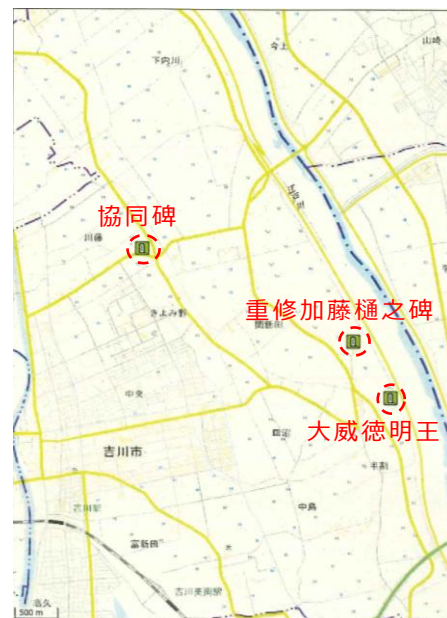 今上
山崎
下内川
江戸川
協同碑
川藤
きよみ野
重修加藤樋之碑
関新田
中央
大威徳明王
吉川市
皿沼
半割
吉川駅
中島
富新田
吉川美南駅
高久
500 m